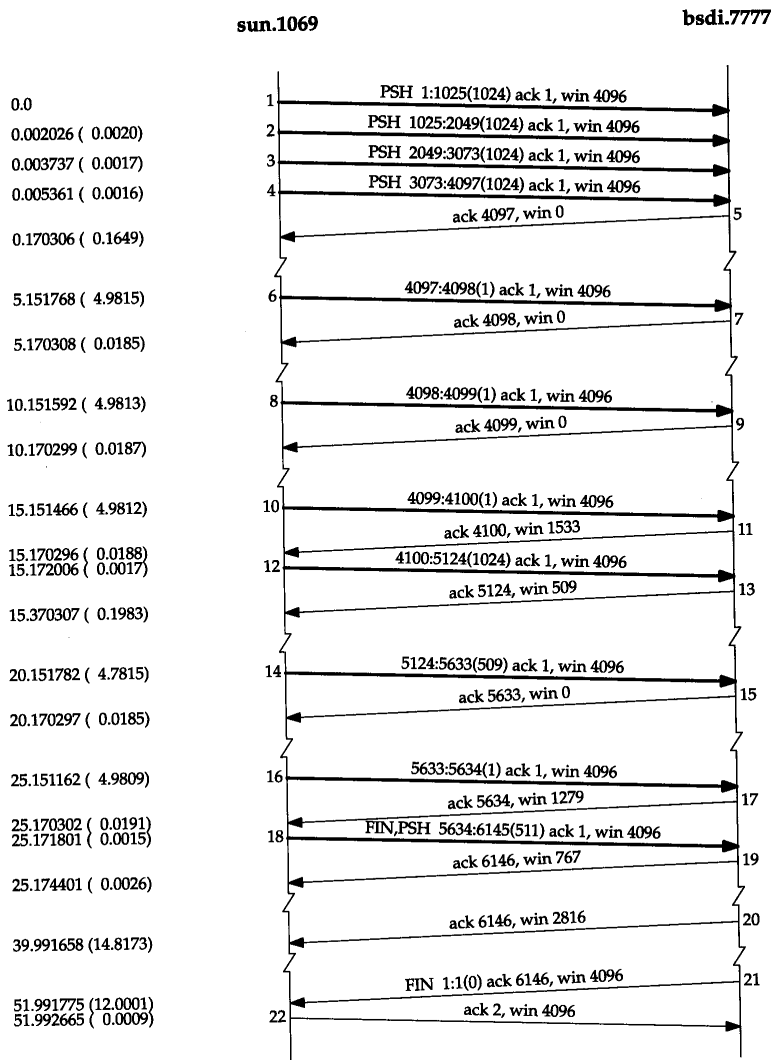 sun.1069 bsdi.7777
0.0 1 PSH 1:1025(1024) ack 1, win 4096
0.002026 ( 0.0020) 2 PSH 1025:2049(1024) ack 1, win 4096
0.003737 ( 0.0017) 3 PSH 2049:3073(1024) ack 1, win 4096
0.005361 ( 0.0016) 4 PSH 3073:4097(1024) ack 1, win 4096
0.170306 ( 0.1649) ack 4097, win 0 5
5.151768 ( 4.9815) 6 4097:4098(1) ack 1, win 4096
5.170308 ( 0.0185) ack 4098, win 0 7
10.151592 ( 4.9813) 8 4098:4099(1) ack 1, win 4096
10.170299 ( 0.0187) ack 4099, win 0 9
15.151466 ( 4.9812) 10 4099:4100(1) ack 1, win 4096
15.170296 ( 0.0188) ack 4100, win 1533 11
15.172006 ( 0.0017) 12 4100:5124(1024) ack 1, win 4096
15.370307 ( 0.1983) ack 5124, win 509 13
20.151782 ( 4.7815) 14 5124:5633(509) ack 1, win 4096
20.170297 ( 0.0185) ack 5633, win 0 15
25.151162 ( 4.9809) 16 5633:5634(1) ack 1, win 4096
25.170302 ( 0.0191) ack 5634, win 1279 17
25.171801 ( 0.0015) 18 FIN,PSH 5634:6145(511) ack 1, win 4096
25.174401 ( 0.0026) ack 6146, win 767 19
39.991658 (14.8173) ack 6146, win 2816 20
51.991775 (12.0001) FIN 1:1(0) ack 6146, win 4096 21
51.992665 ( 0.0009) 22 ack 2, win 4096